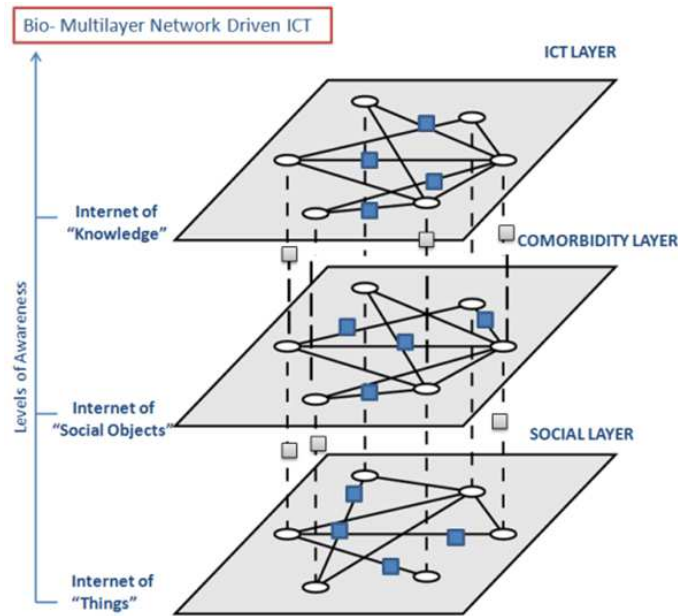 Bio- Multilayer Network Driven ICT
ICT LAYER
Internet of
“Knowledge”
COMORBIDITY LAYER
Levels of Awareness
Internet of
“Social Objects”
SOCIAL LAYER
Internet of
“Things”